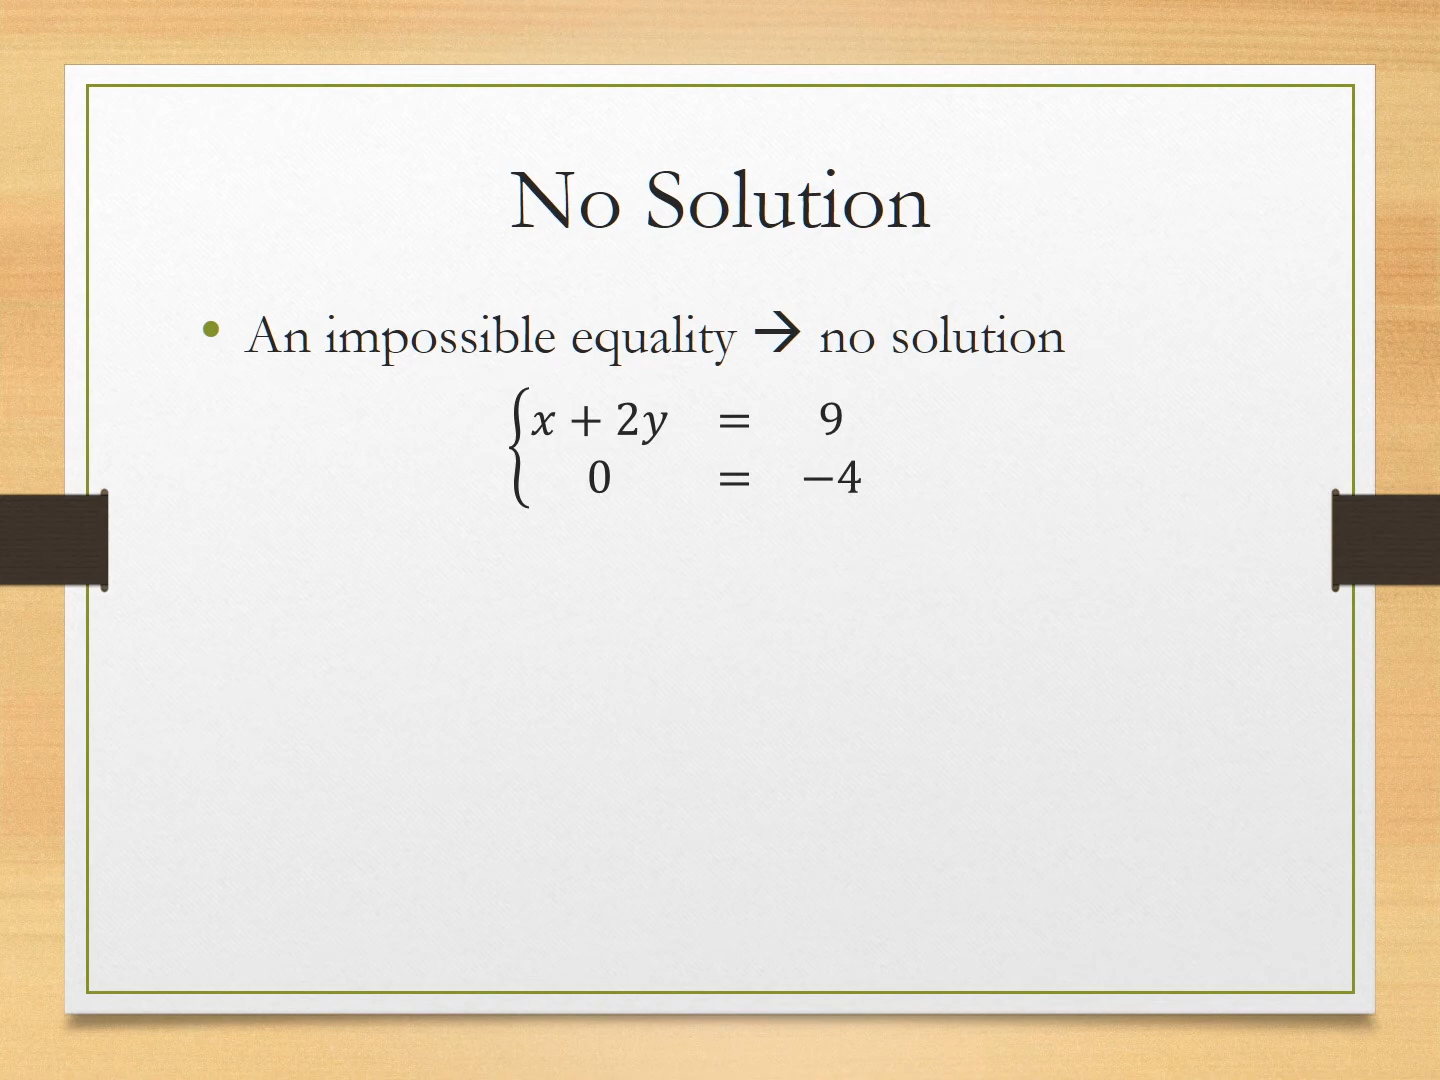 No Solution
• An impossible equality → no solution
{x + 2y = 9
0 = −4